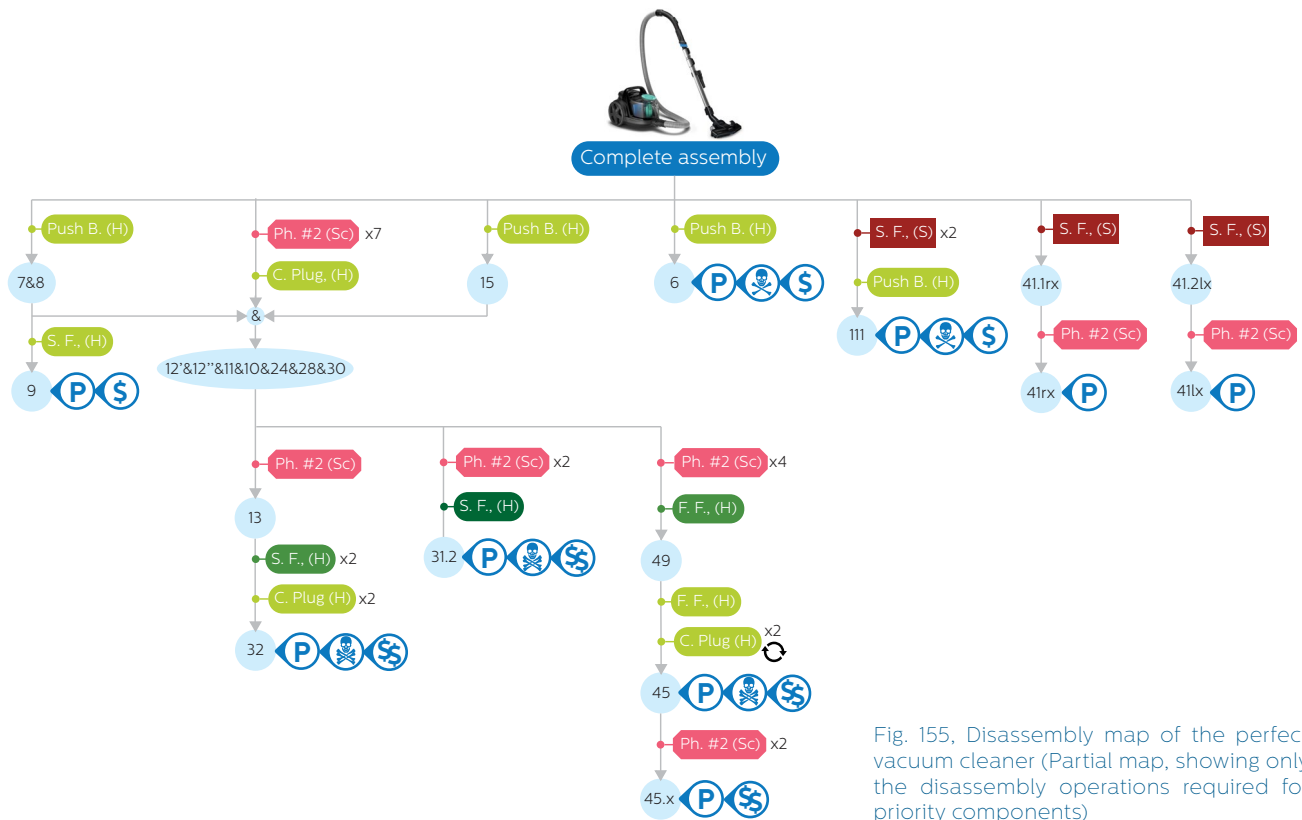 Complete assembly
Push B. (H)
Ph. #2 (Sc) x7
Push B. (H)
Push B. (H)
S. F., (S) x2
S. F., (S)
S. F., (S)
C. Plug, (H)
7&8
15
6 P $
Push B. (H)
41.1rx
41.2lx
&
S. F., (H)
111 P $
Ph. #2 (Sc)
Ph. #2 (Sc)
12'&12"&11&10&24&28&30
9 P $
41rx P
41lx P
Ph. #2 (Sc)
Ph. #2 (Sc) x2
Ph. #2 (Sc) x4
13
S. F., (H)
F. F., (H)
S. F., (H) x2
31.2 P $$
49
C. Plug (H) x2
F. F., (H)
C. Plug (H) x2
32 P $$
45 P $$
Ph. #2 (Sc) x2
45.x P $$
Fig. 155, Disassembly map of the perfec
vacuum cleaner (Partial map, showing only
the disassembly operations required fo
priority components)